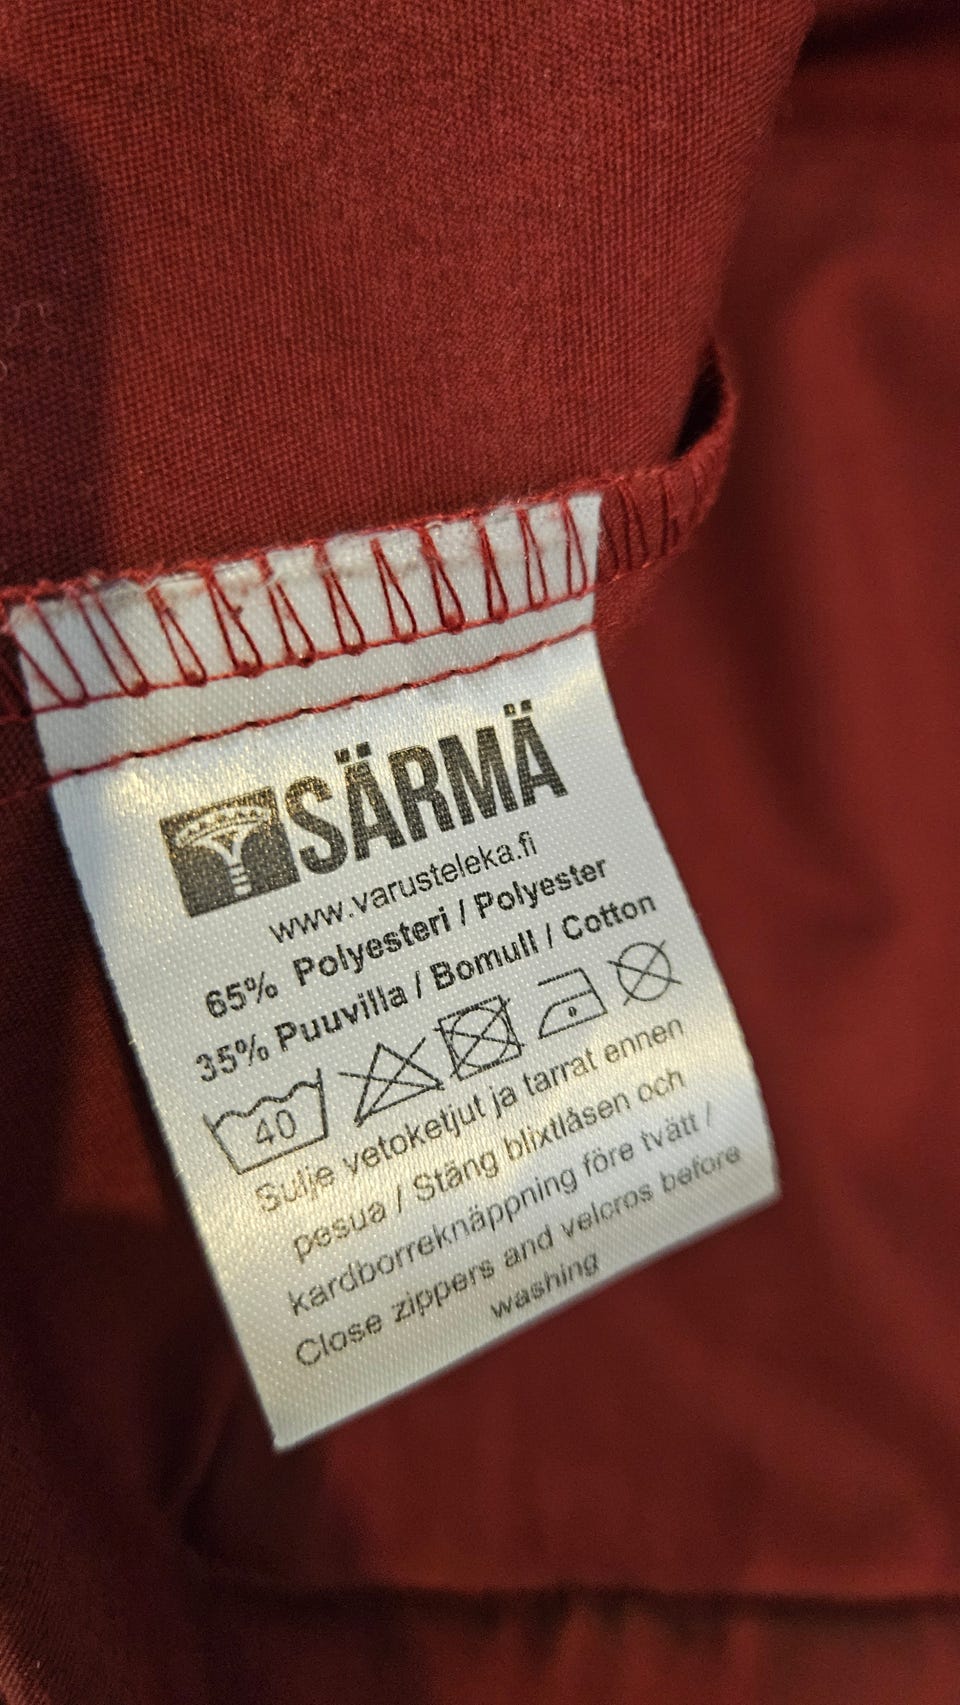 SÄRMÄ
www.varusteleka.fi
65% Polyesteri / Polyester
35% Puuvilla / Bomull / Cotton
40
Sulje vetoketjut ja tarrat ennen
pesua / Stäng blixtlåsen och
kardborreknäppning före tvätt /
Close zippers and velcros before
washing